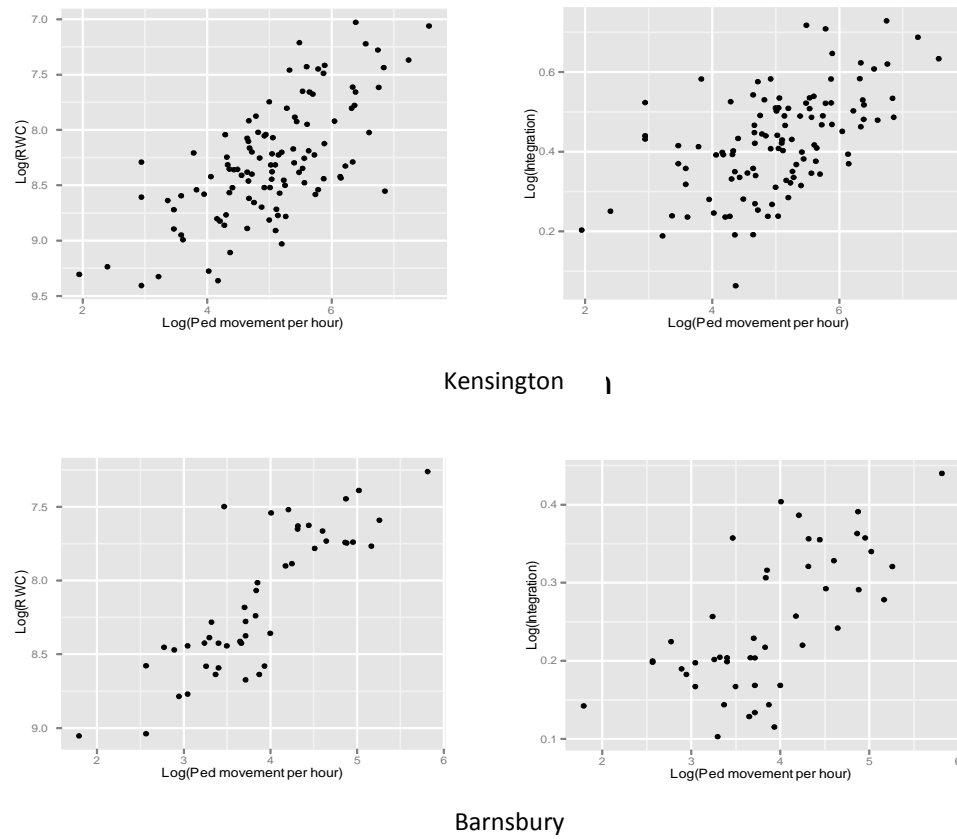 7.0
7.5
8.0
8.5
9.0
9.5
Log(RWC)
2 4 6
Log(Ped movement per hour)
0.6
0.4
0.2
Log(Integration)
2 4 6
Log(Ped movement per hour)
Kensington
7.5
8.0
8.5
9.0
Log(RWC)
2 3 4 5 6
Log(Ped movement per hour)
0.4
0.3
0.2
0.1
Log(Integration)
2 3 4 5 6
Log(Ped movement per hour)
Barnsbury